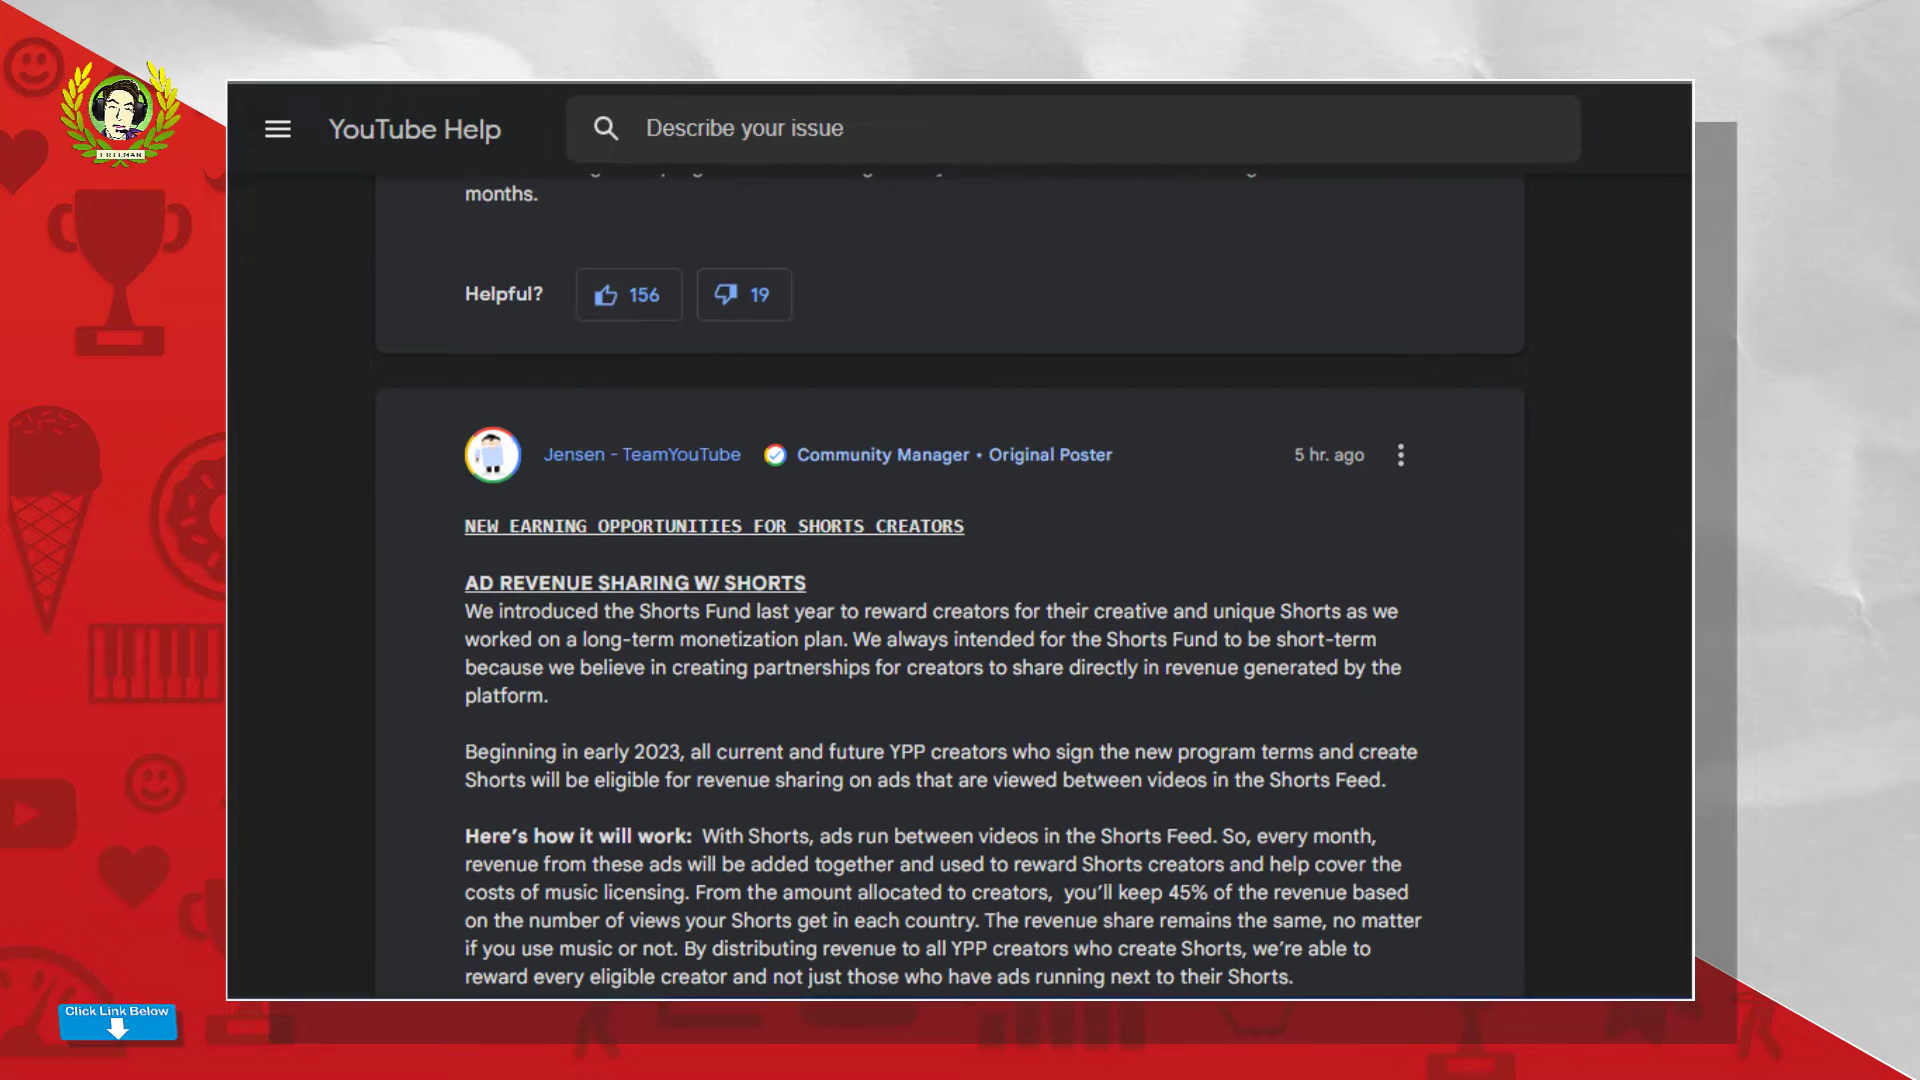 FREEMAN
YouTube Help
Describe your issue
months.
Helpful?
156
19
Jensen - TeamYouTube
Community Manager • Original Poster
5 hr. ago
NEW EARNING OPPORTUNITIES FOR SHORTS CREATORS
AD REVENUE SHARING W/ SHORTS
We introduced the Shorts Fund last year to reward creators for their creative and unique Shorts as we
worked on a long-term monetization plan. We always intended for the Shorts Fund to be short-term
because we believe in creating partnerships for creators to share directly in revenue generated by the
platform.
Beginning in early 2023, all current and future YPP creators who sign the new program terms and create
Shorts will be eligible for revenue sharing on ads that are viewed between videos in the Shorts Feed.
Here’s how it will work: With Shorts, ads run between videos in the Shorts Feed. So, every month,
revenue from these ads will be added together and used to reward Shorts creators and help cover the
costs of music licensing. From the amount allocated to creators, you’ll keep 45% of the revenue based
on the number of views your Shorts get in each country. The revenue share remains the same, no matter
if you use music or not. By distributing revenue to all YPP creators who create Shorts, we’re able to
reward every eligible creator and not just those who have ads running next to their Shorts.
Click Link Below